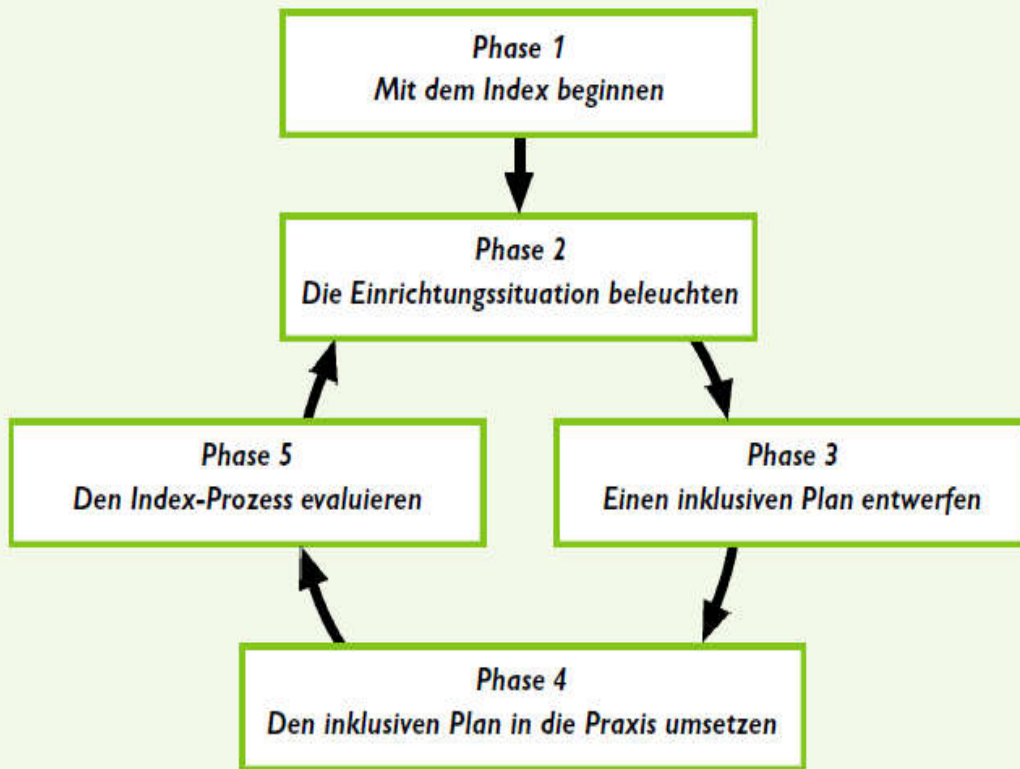 Phase 1
Mit dem Index beginnen
Phase 2
Die Einrichtungssituation beleuchten
Phase 5
Den Index-Prozess evaluieren
Phase 3
Einen inklusiven Plan entwerfen
Phase 4
Den inklusiven Plan in die Praxis umsetzen